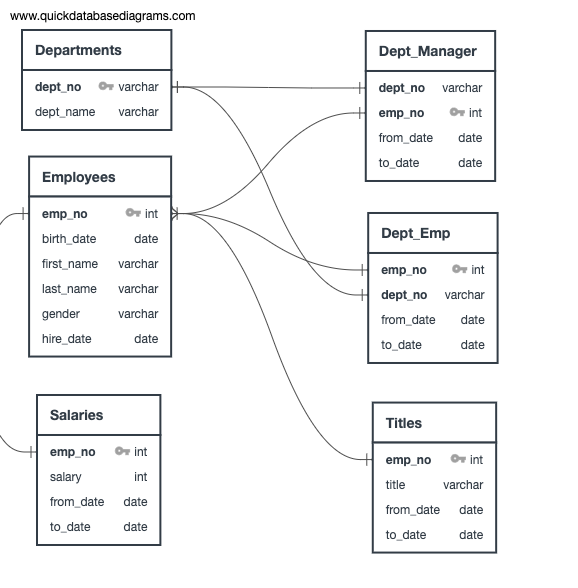 www.quickdatabasediagrams.com
Departments
dept_no varchar
dept_name varchar
Employees
emp_no int
birth_date date
first_name varchar
last_name varchar
gender varchar
hire_date date
Salaries
emp_no int
salary int
from_date date
to_date date
Dept_Manager
dept_no varchar
emp_no int
from_date date
to_date date
Dept_Emp
emp_no int
dept_no varchar
from_date date
to_date date
Titles
emp_no int
title varchar
from_date date
to_date date